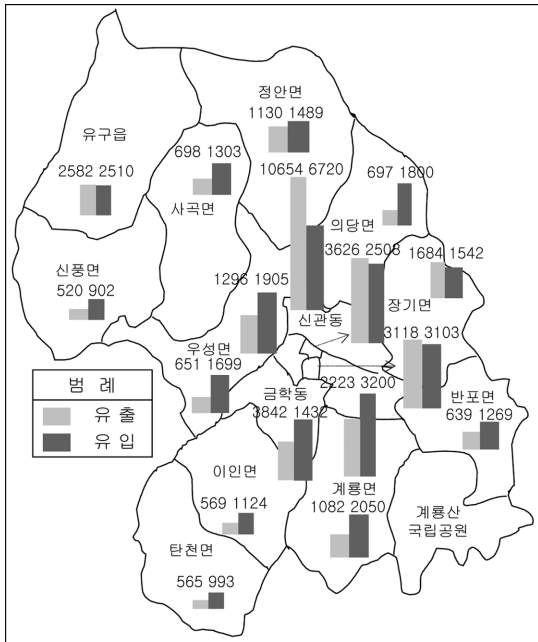 정안면
1130 1489
유구읍
2582 2510
698 1303
사곡면
10654 6720
697 1800
의당면
3626 2508
1684 1542
신풍면
520 902
1296 1905
신관동
장기면
3118 3103
우성면
651 1699
범 례
유 출
유 입
금학동
3842 1432
2223 3200
반포면
639 1269
이인면
569 1124
계룡면
1082 2050
계룡산
국립공원
탄천면
565 993